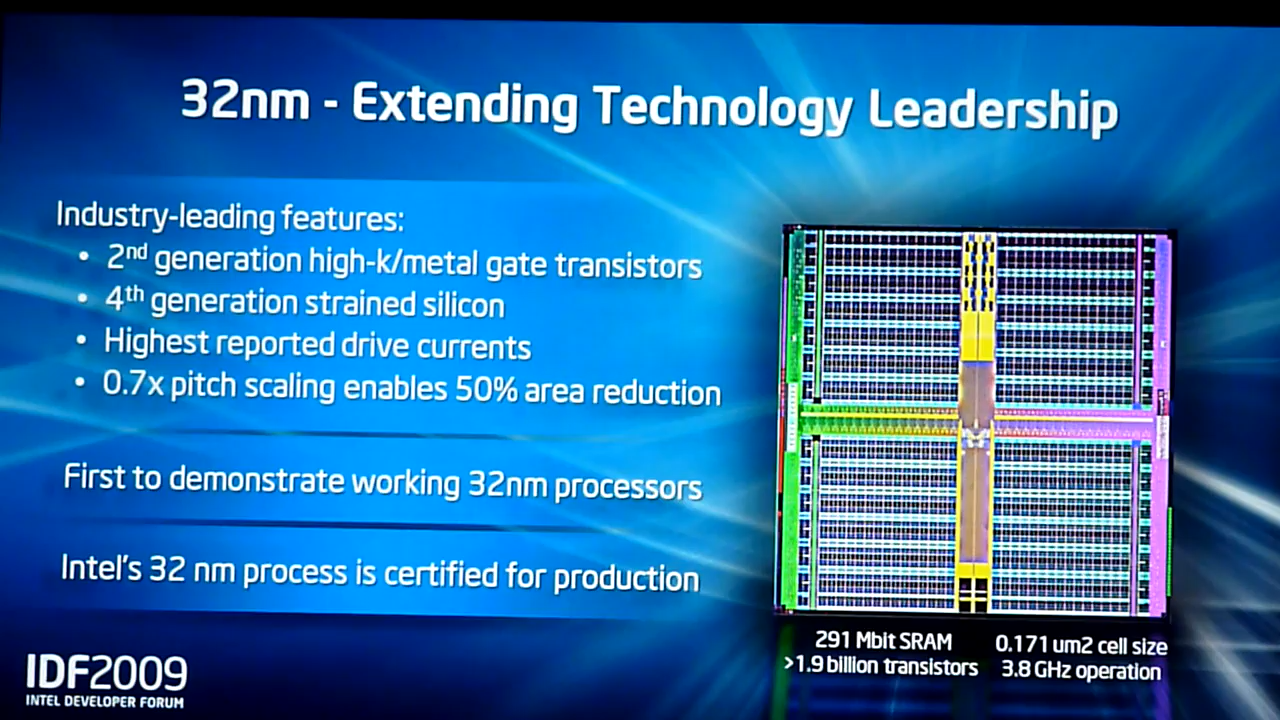 32nm - Extending Technology Leadership
Industry-leading features:
• 2nd generation high-k/metal gate transistors
• 4th generation strained silicon
• Highest reported drive currents
• 0.7x pitch scaling enables 50% area reduction
First to demonstrate working 32nm processors
Intel's 32 nm process is certified for production
291 Mbit SRAM 0.171 um2 cell size
>1.9 billion transistors 3.8 GHz operation
IDF2009
INTEL DEVELOPER FORUM